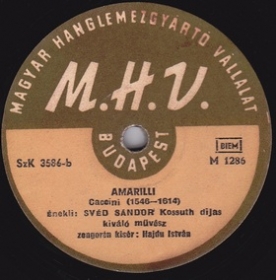 MAGYAR HANGLEMEZGYÁRTÓ VÁLLALAT
M.H.V.
BUDAPEST
SzK 3586-b
BIEM
M 1286
AMARILLI
Caccini (1546—1614)
Énekli: SVÉD SÁNDOR Kossuth díjas
kiváló művész
zongorán kísér: Hajdu István